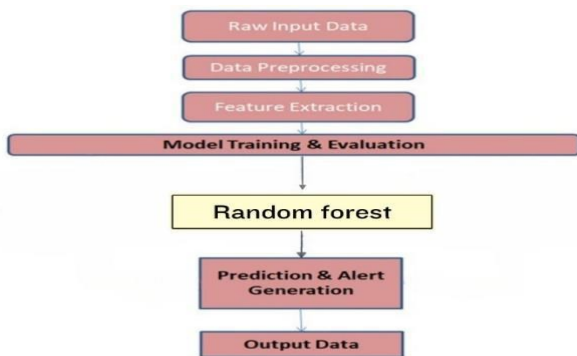 Raw Input Data
Data Preprocessing
Feature Extraction
Model Training & Evaluation
Random forest
Prediction & Alert
Generation
Output Data